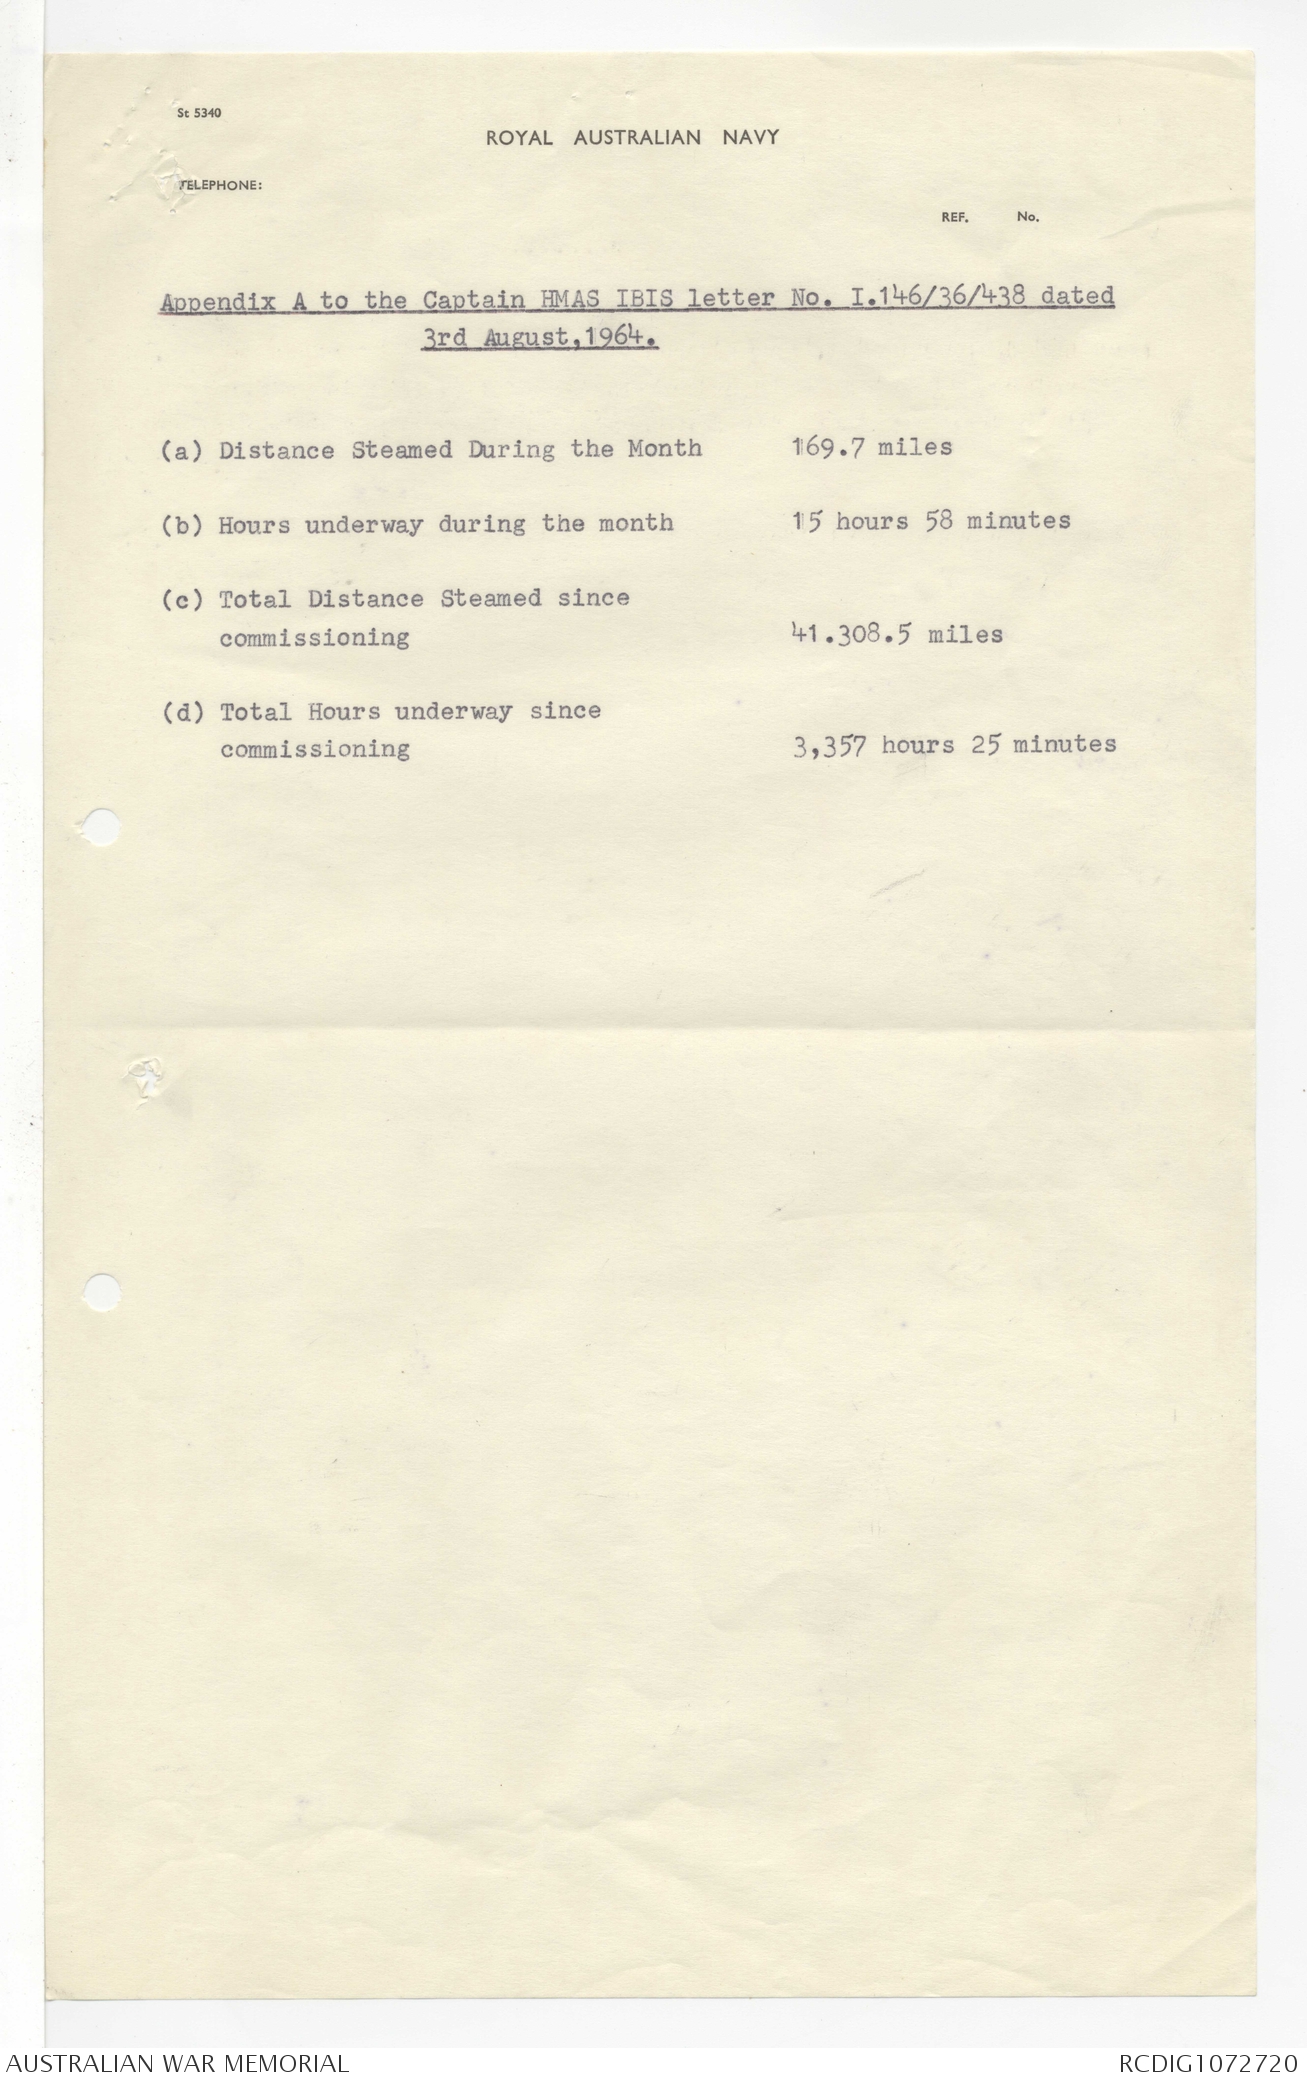 St 5340
ROYAL AUSTRALIAN NAVY
TELEPHONE:
REF. No.
Appendix A to the Captain HMAS IBIS letter No. I.146/36/438 dated
3rd August,1964.
(a) Distance Steamed During the Month 169.7 miles
(b) Hours underway during the month 15 hours 58 minutes
(c) Total Distance Steamed since
commissioning 41.308.5 miles
(d) Total Hours underway since
commissioning 3,357 hours 25 minutes
AUSTRALIAN WAR MEMORIAL RCDIG1072720